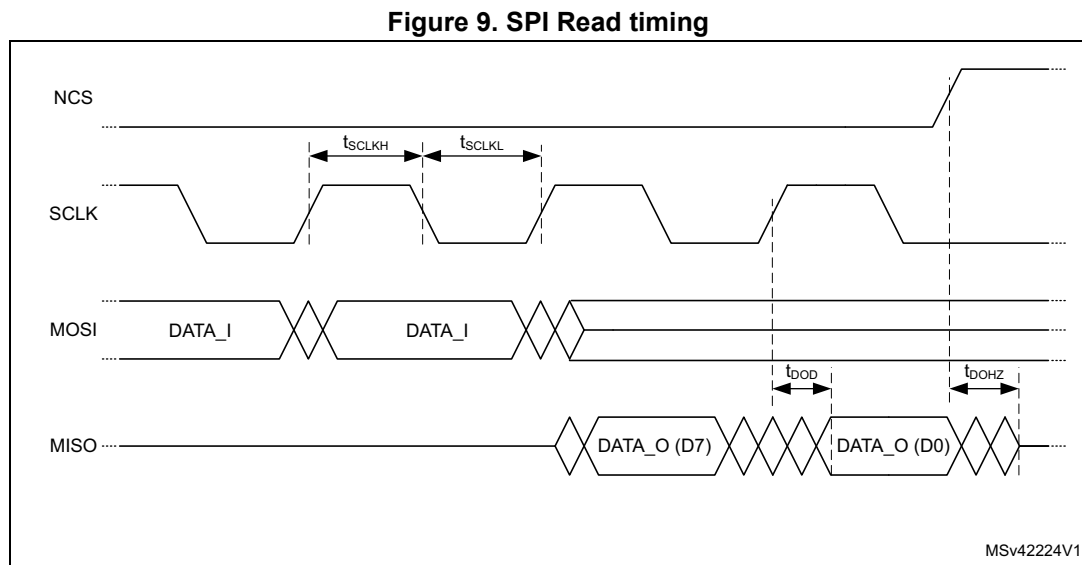 Figure 9. SPI Read timing
NCS
tSCLKH
tSCLKL
SCLK
MOSI
DATA_I
DATA_I
tDOD
tDOHZ
MISO
DATA_O (D7)
DATA_O (D0)
MSv42224V1